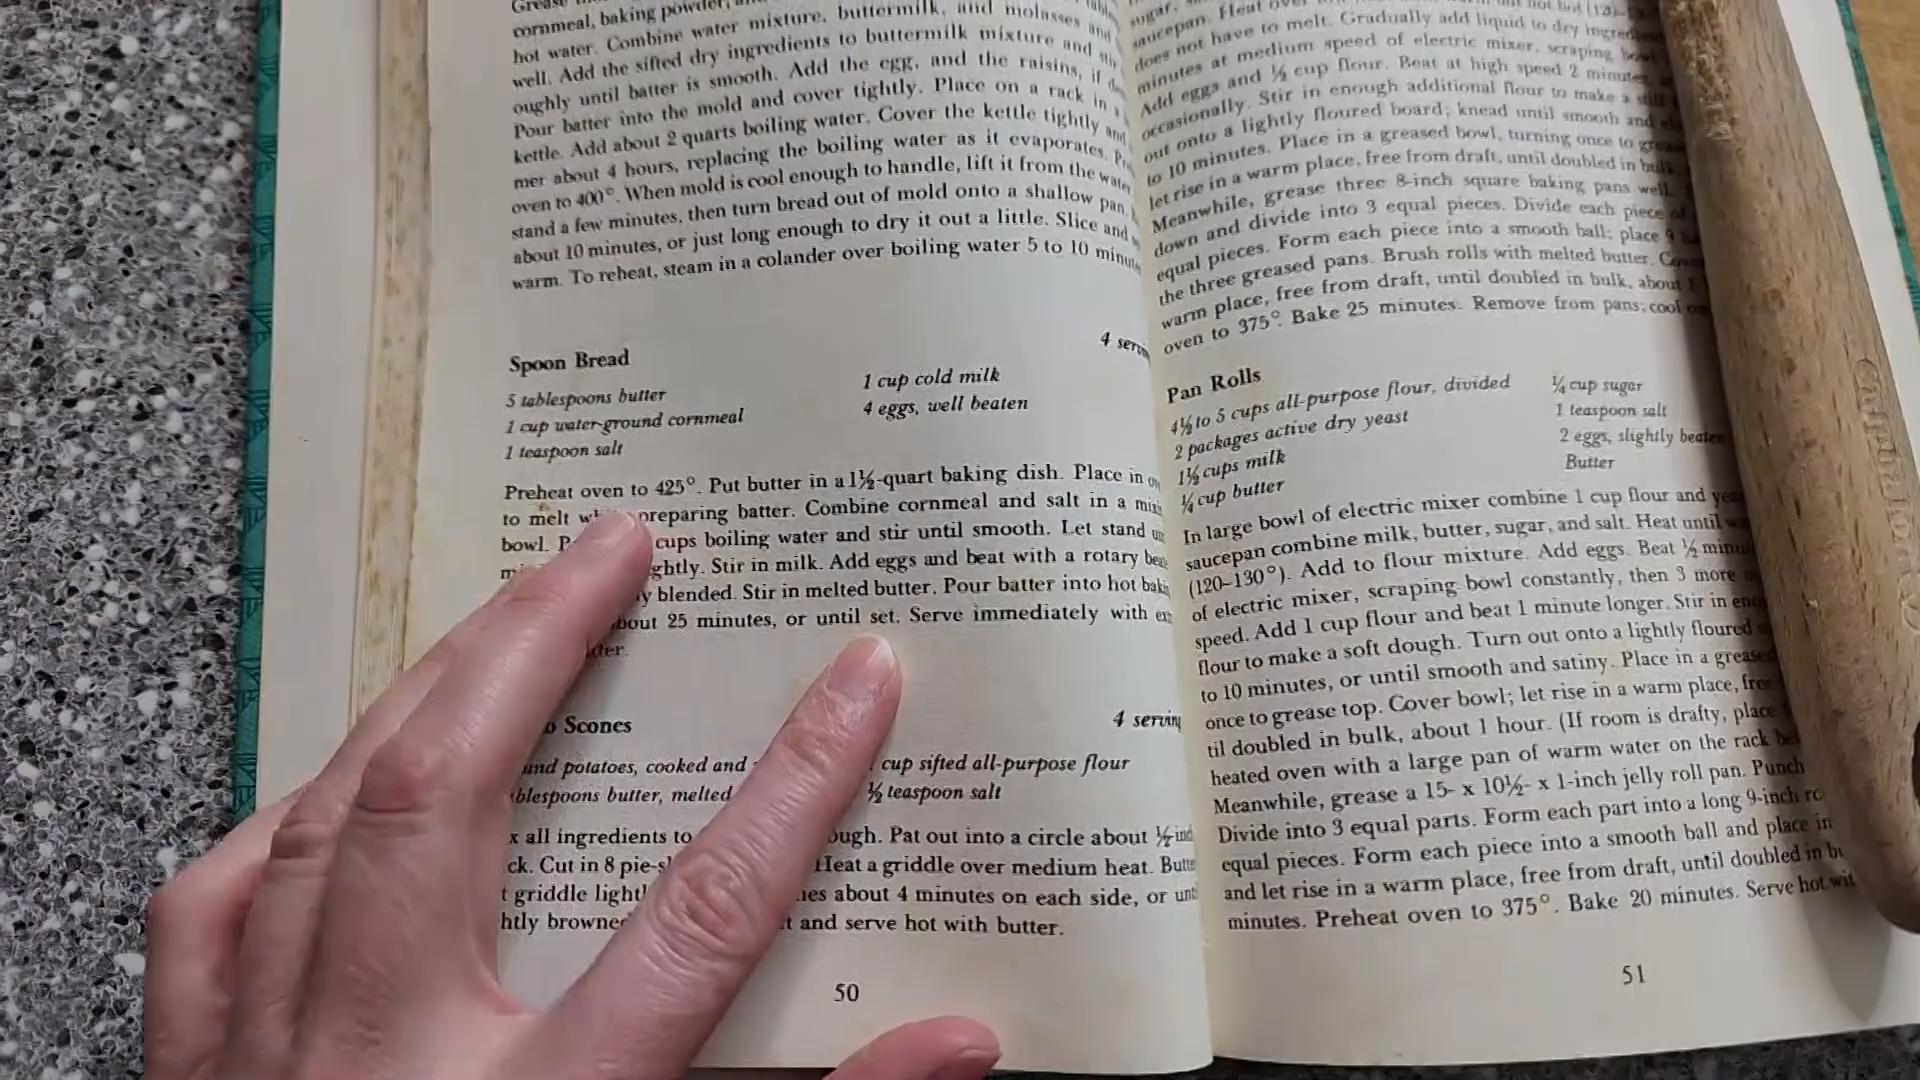 cornmeal, baking powder,
hot water. Combine water mixture, buttermilk, and molasses and
well. Add the sifted dry ingredients to buttermilk mixture and stir
oughly until batter is smooth. Add the egg, and the raisins, if
Pour batter into the mold and cover tightly. Place on a rack in a
kettle. Add about 2 quarts boiling water. Cover the kettle tightly and
mer about 4 hours, replacing the boiling water as it evaporates.
oven to 400°. When mold is cool enough to handle, lift it from the water
stand a few minutes, then turn bread out of mold onto a shallow pan.
about 10 minutes, or just long enough to dry it out a little. Slice and
warm. To reheat, steam in a colander over boiling water 5 to 10 minut
Spoon Bread
4 servin
5 tablespoons butter
1 cup water-ground cornmeal
1 teaspoon salt
1 cup cold milk
4 eggs, well beaten
Preheat oven to 425°. Put butter in a 1½-quart baking dish. Place in
to melt preparing batter. Combine cornmeal and salt in a
bowl. cups boiling water and stir until smooth. Let stand
ghtly. Stir in milk. Add eggs and beat with a rotary
y blended. Stir in melted butter. Pour batter into hot
bout 25 minutes, or until set. Serve immediately with
tter.
o Scones
4 serving
und potatoes, cooked and
blespoons butter, melted
cup sifted all-purpose flour
½ teaspoon salt
x all ingredients to ough. Pat out into a circle about ½-in
ck. Cut in 8 pie-s Heat a griddle over medium heat.
t griddle lightl nes about 4 minutes on each side, or
htly browne and serve hot with butter.
50
saucepan. Heat
does not have to melt. Gradually add liquid to dry ingredie
minutes at medium speed of electric mixer, scraping bowl
Add eggs and ½ cup flour. Beat at high speed 2 minutes,
occasionally. Stir in enough additional flour to make a
out onto a lightly floured board; knead until smooth and
to 10 minutes. Place in a greased bowl, turning once to
let rise in a warm place, free from draft, until doubled in bulk
Meanwhile, grease three 8-inch square baking pans well.
down and divide into 3 equal pieces. Divide each piece
equal pieces. Form each piece into a smooth ball; place 9
the three greased pans. Brush rolls with melted butter.
warm place, free from draft, until doubled in bulk, about 1
oven to 375°. Bake 25 minutes. Remove from pans; cool
Pan Rolls
4½ to 5 cups all-purpose flour, divided
2 packages active dry yeast
1½ cups milk
¼ cup butter
¼ cup sugar
1 teaspoon salt
2 eggs, slightly beaten
Butter
In large bowl of electric mixer combine 1 cup flour and
saucepan combine milk, butter, sugar, and salt. Heat until
(120–130°). Add to flour mixture. Add eggs. Beat ½ minu
of electric mixer, scraping bowl constantly, then 3 more
speed. Add 1 cup flour and beat 1 minute longer. Stir in
flour to make a soft dough. Turn out onto a lightly floured
to 10 minutes, or until smooth and satiny. Place in a grease
once to grease top. Cover bowl; let rise in a warm place, free
til doubled in bulk, about 1 hour. (If room is drafty, place
heated oven with a large pan of warm water on the rack
Meanwhile, grease a 15- x 10½- x 1-inch jelly roll pan. Punch
Divide into 3 equal parts. Form each part into a long 9-inch
equal pieces. Form each piece into a smooth ball and place in
and let rise in a warm place, free from draft, until doubled in
minutes. Preheat oven to 375°. Bake 20 minutes. Serve hot
51